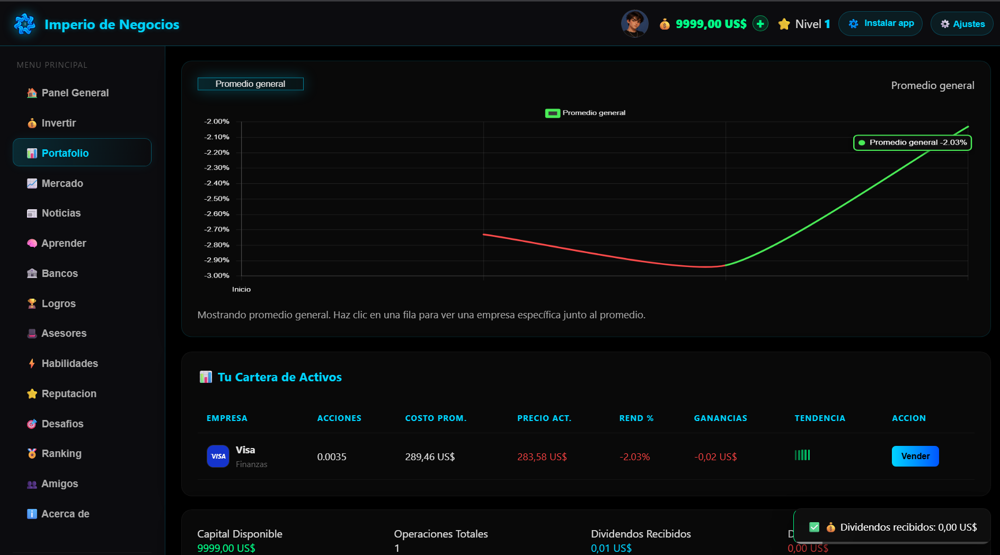 Imperio de Negocios
9999,00 US$
Nivel 1
Instalar app
Ajustes
MENU PRINCIPAL
Panel General
Invertir
Portafolio
Mercado
Noticias
Aprender
Bancos
Logros
Asesores
Habilidades
Reputacion
Desafios
Ranking
Amigos
Acerca de
Promedio general
Promedio general
Promedio general
-2.00%
-2.10%
-2.20%
-2.30%
-2.40%
-2.50%
-2.60%
-2.70%
-2.80%
-2.90%
-3.00%
Promedio general -2.03%
Inicio
Mostrando promedio general. Haz clic en una fila para ver una empresa específica junto al promedio.
Tu Cartera de Activos
EMPRESA ACCIONES COSTO PROM. PRECIO ACT. REND % GANANCIAS TENDENCIA ACCION
VISA
Visa
Finanzas
0.0035 289,46 US$ 283,58 US$ -2.03% -0,02 US$ Vender
Capital Disponible
9999,00 US$
Operaciones Totales
1
Dividendos Recibidos
0,01 US$
0,00 US$
Dividendos recibidos: 0,00 US$